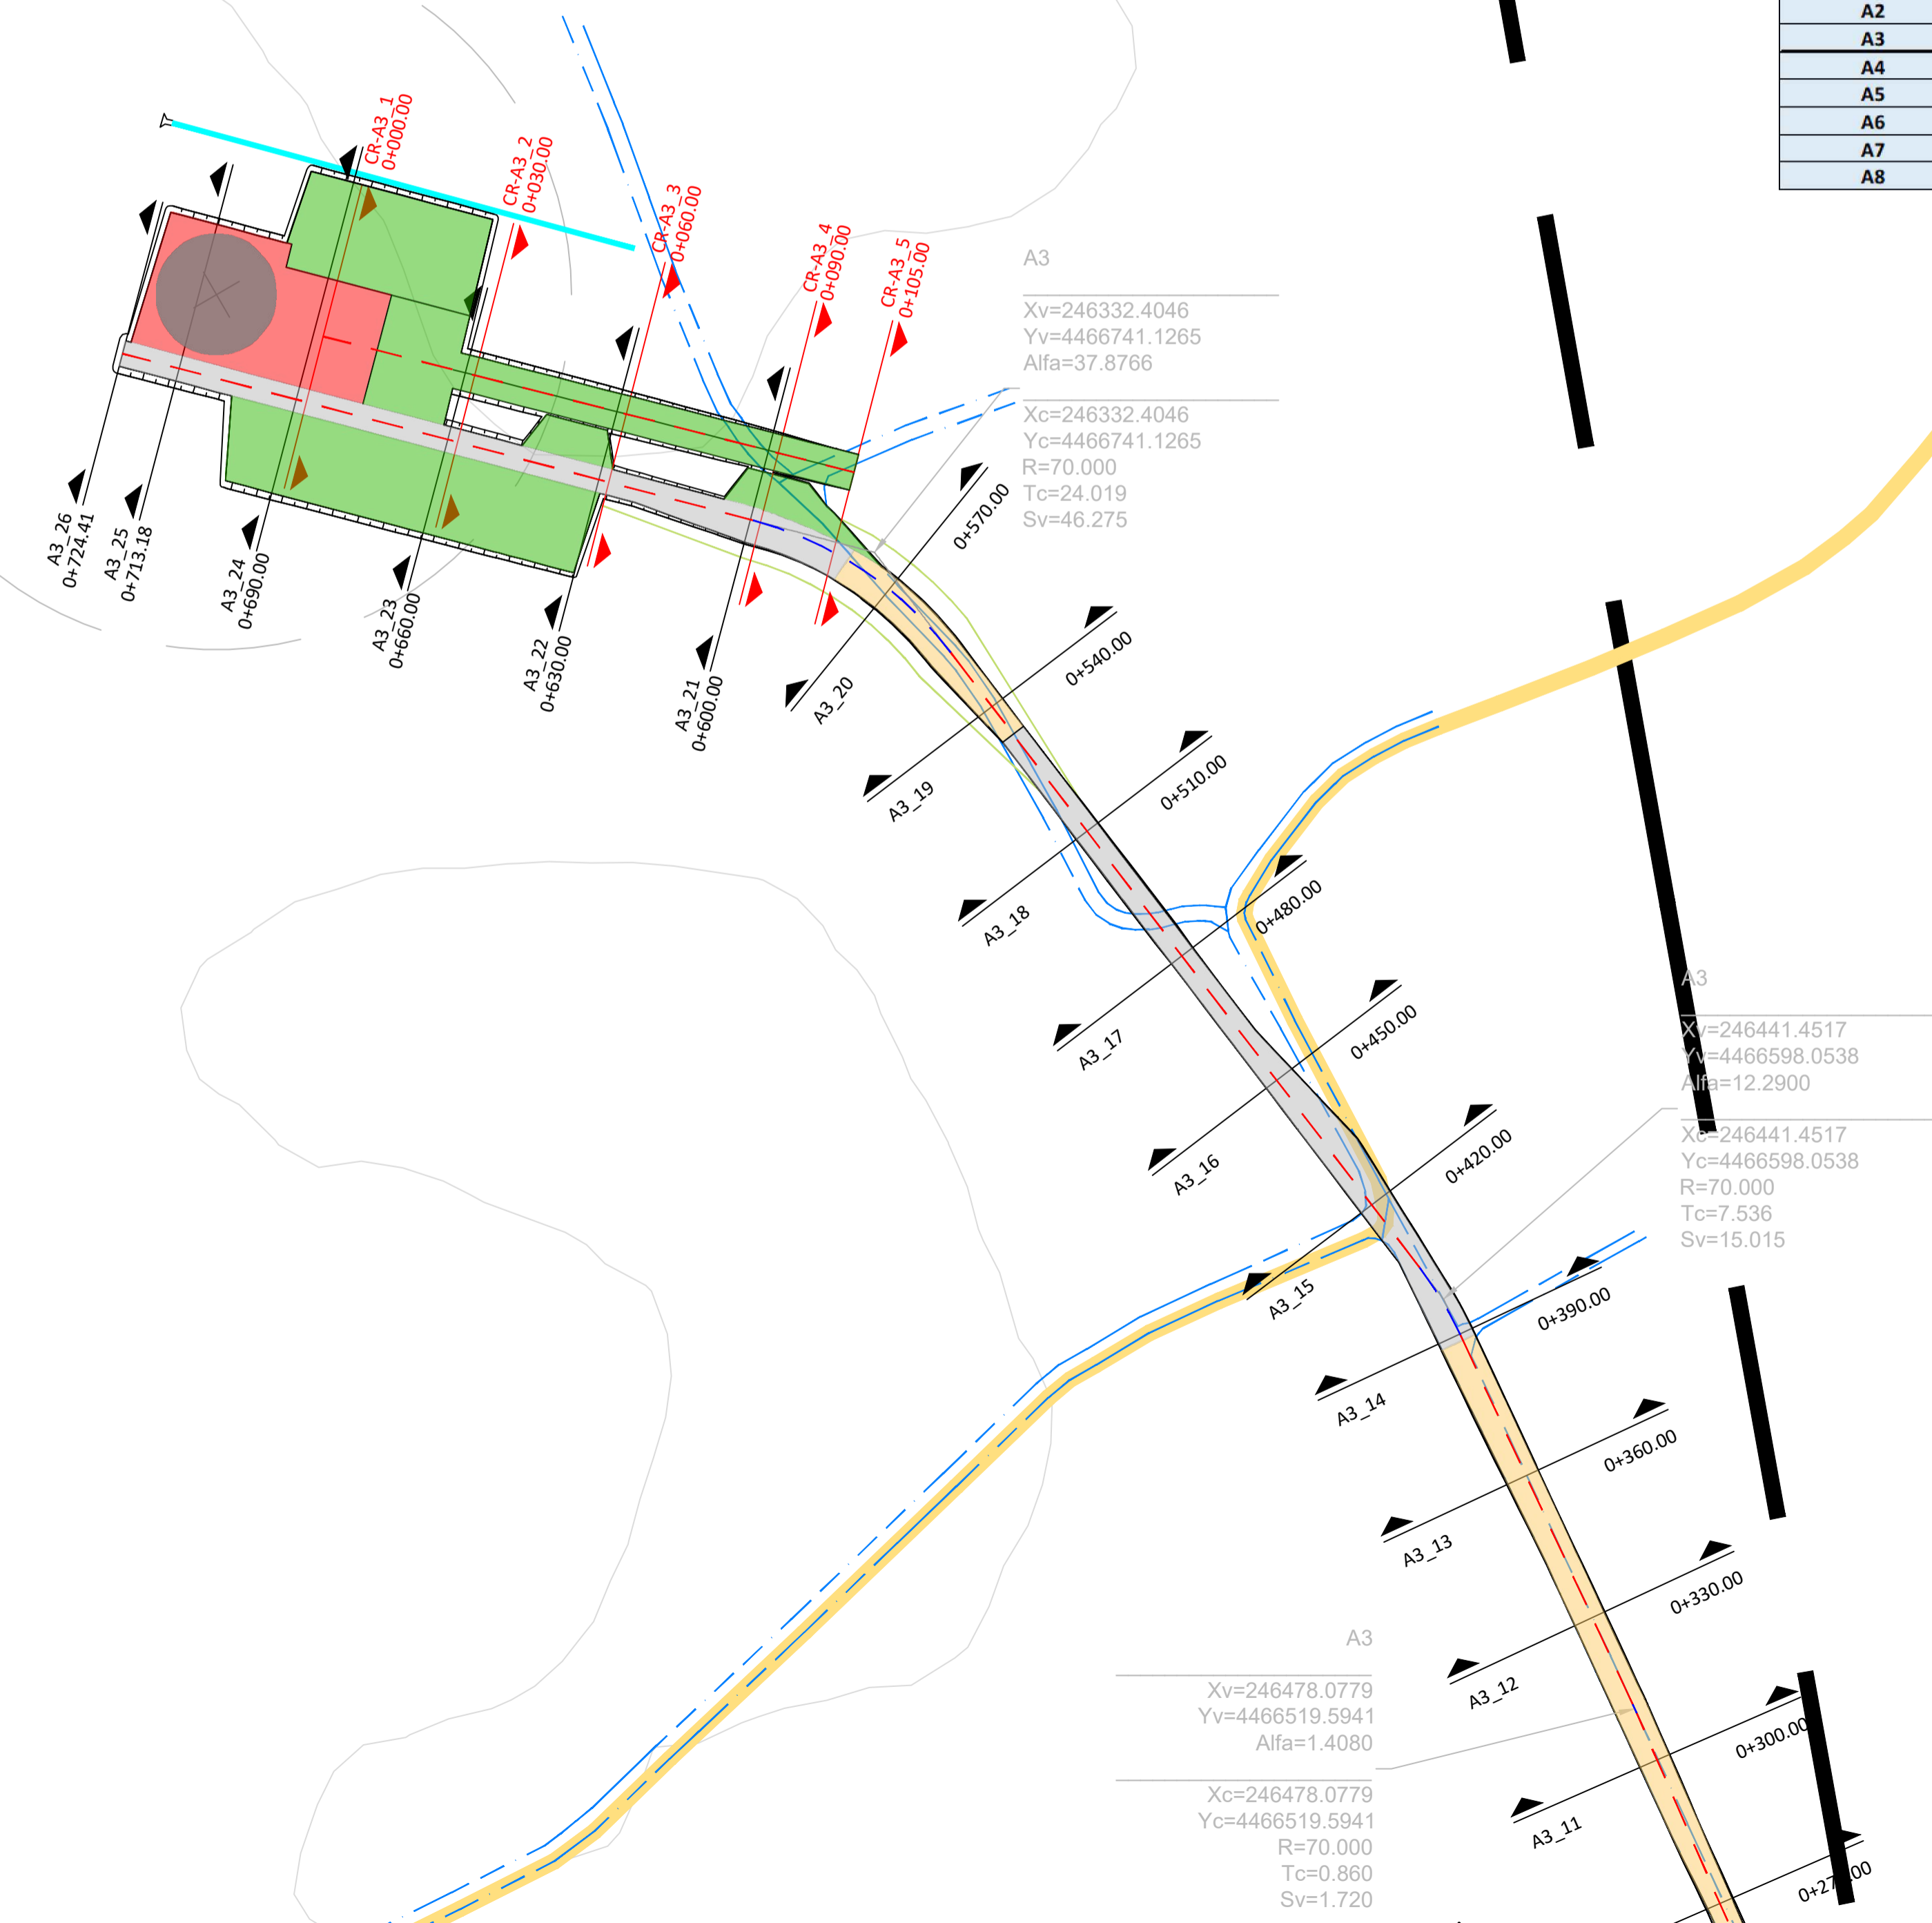 A2
A3
A4
A5
A6
A7
A8
CR-A3_1
0+000.00
CR-A3_2
0+030.00
CR-A3_3
0+060.00
CR-A3_4
0+090.00
CR-A3_5
0+105.00
A3
Xv=246332.4046
Yv=4466741.1265
Alfa=37.8766
Xc=246332.4046
Yc=4466741.1265
R=70.000
Tc=24.019
Sv=46.275
A3_26
0+724.41
A3_25
0+713.18
A3_24
0+690.00
A3_23
0+660.00
A3_22
0+630.00
A3_21
0+600.00
A3_20
0+570.00
A3_19
0+540.00
A3_18
0+510.00
A3_17
0+480.00
A3_16
0+450.00
A3_15
0+420.00
A3
Xv=246441.4517
Yv=4466598.0538
Alfa=12.2900
Xc=246441.4517
Yc=4466598.0538
R=70.000
Tc=7.536
Sv=15.015
A3_14
0+390.00
A3_13
0+360.00
A3_12
0+330.00
A3_11
0+300.00
A3
Xv=246478.0779
Yv=4466519.5941
Alfa=1.4080
Xc=246478.0779
Yc=4466519.5941
R=70.000
Tc=0.860
Sv=1.720